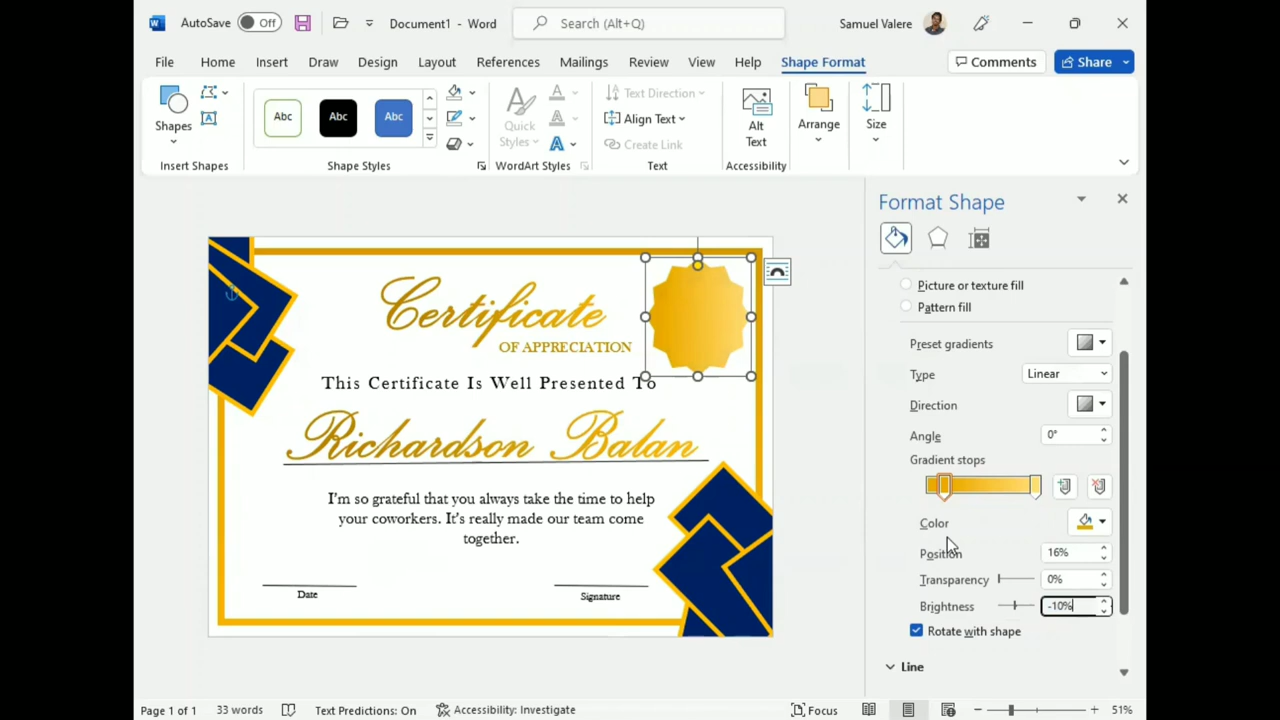 AutoSave Off Document1 - Word Search (Alt+Q) Samuel Valere
File Home Insert Draw Design Layout References Mailings Review View Help Shape Format Comments Share
Shapes
Insert Shapes
Abc Abc Abc
Shape Styles
Quick
Styles
WordArt Styles
Text Direction
Align Text
Create Link
Text
Alt
Text
Accessibility
Arrange
Size
Certificate
OF APPRECIATION
This Certificate Is Well Presented To
Richardson Balan
I'm so grateful that you always take the time to help
your coworkers. It's really made our team come
together.
Date
Signature
Format Shape
Picture or texture fill
Pattern fill
Preset gradients
Type Linear
Direction
Angle 0°
Gradient stops
Color
Position 16%
Transparency 0%
Brightness -10%
Rotate with shape
Line
Page 1 of 1 33 words Text Predictions: On Accessibility: Investigate Focus 51%